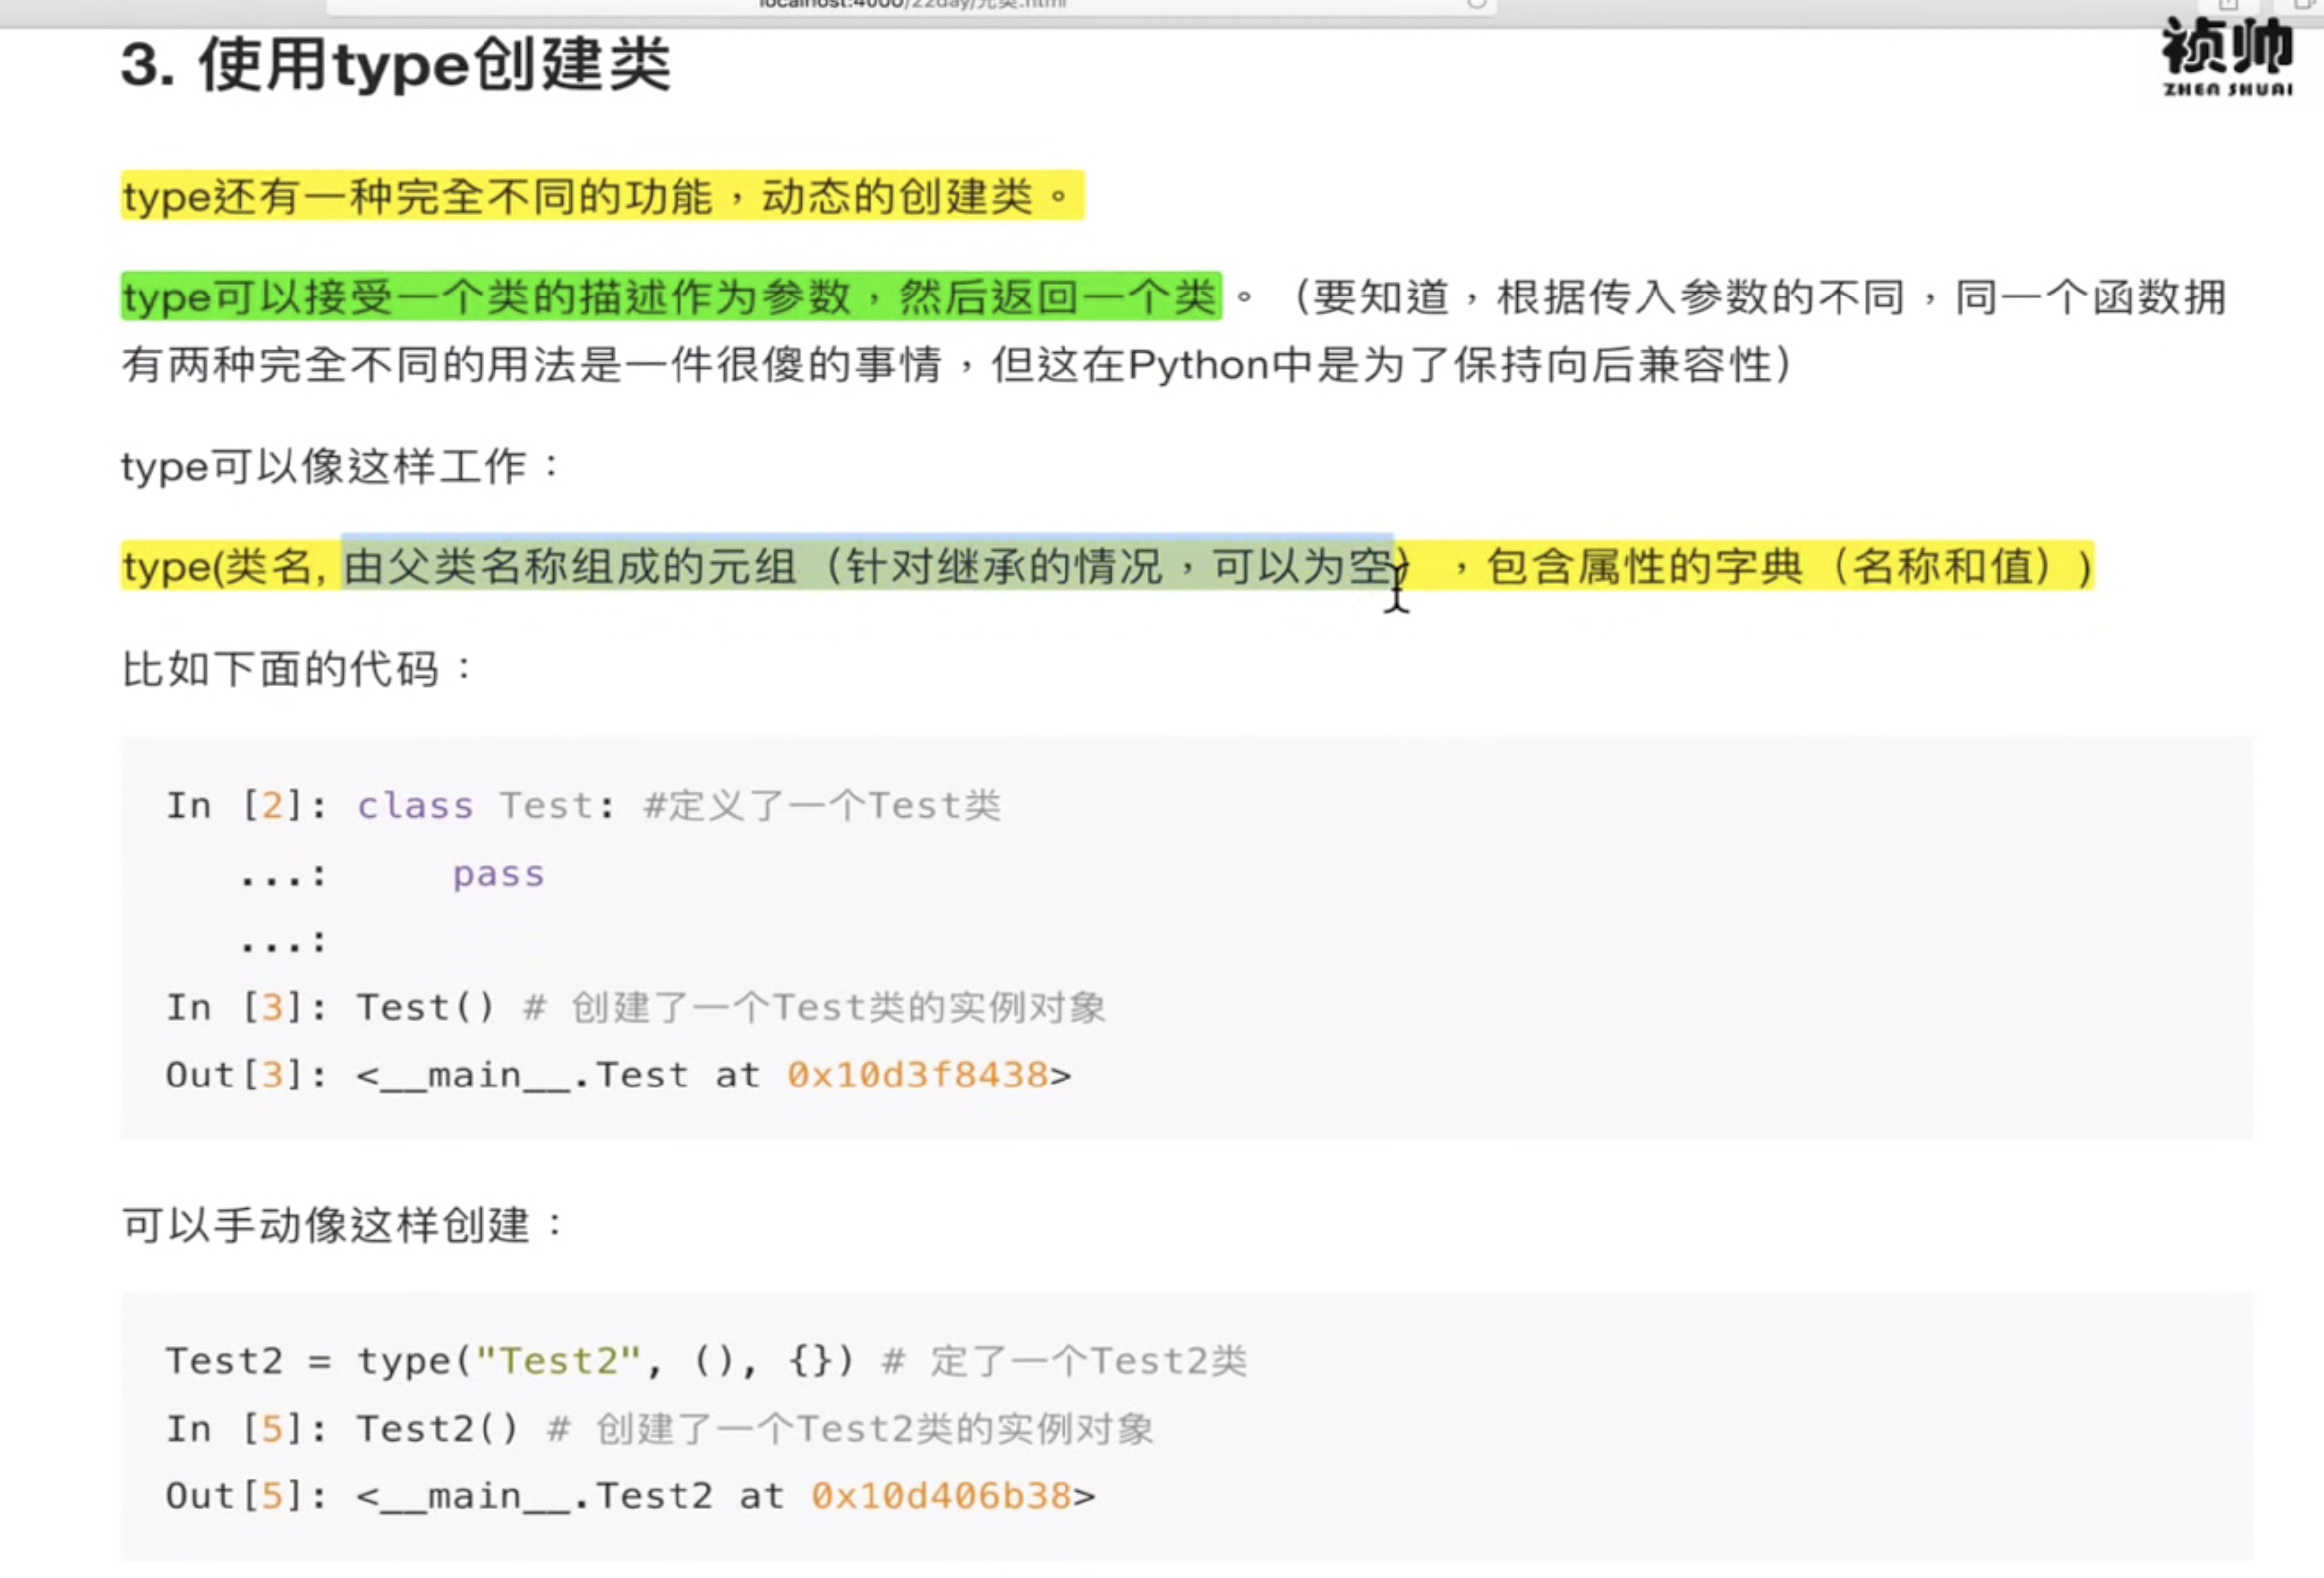 localhost:4000/22day/元类.html
祯帅
ZHEN SHUAI
3. 使用type创建类
type还有一种完全不同的功能，动态的创建类。
type可以接受一个类的描述作为参数，然后返回一个类。（要知道，根据传入参数的不同，同一个函数拥
有两种完全不同的用法是一件很傻的事情，但这在Python中是为了保持向后兼容性）
type可以像这样工作：
type(类名, 由父类名称组成的元组（针对继承的情况，可以为空），包含属性的字典（名称和值）)
比如下面的代码：
In [2]: class Test: #定义了一个Test类
...:     pass
...:
In [3]: Test() # 创建了一个Test类的实例对象
Out[3]: <__main__.Test at 0x10d3f8438>
可以手动像这样创建：
Test2 = type("Test2", (), {}) # 定了一个Test2类
In [5]: Test2() # 创建了一个Test2类的实例对象
Out[5]: <__main__.Test2 at 0x10d406b38>